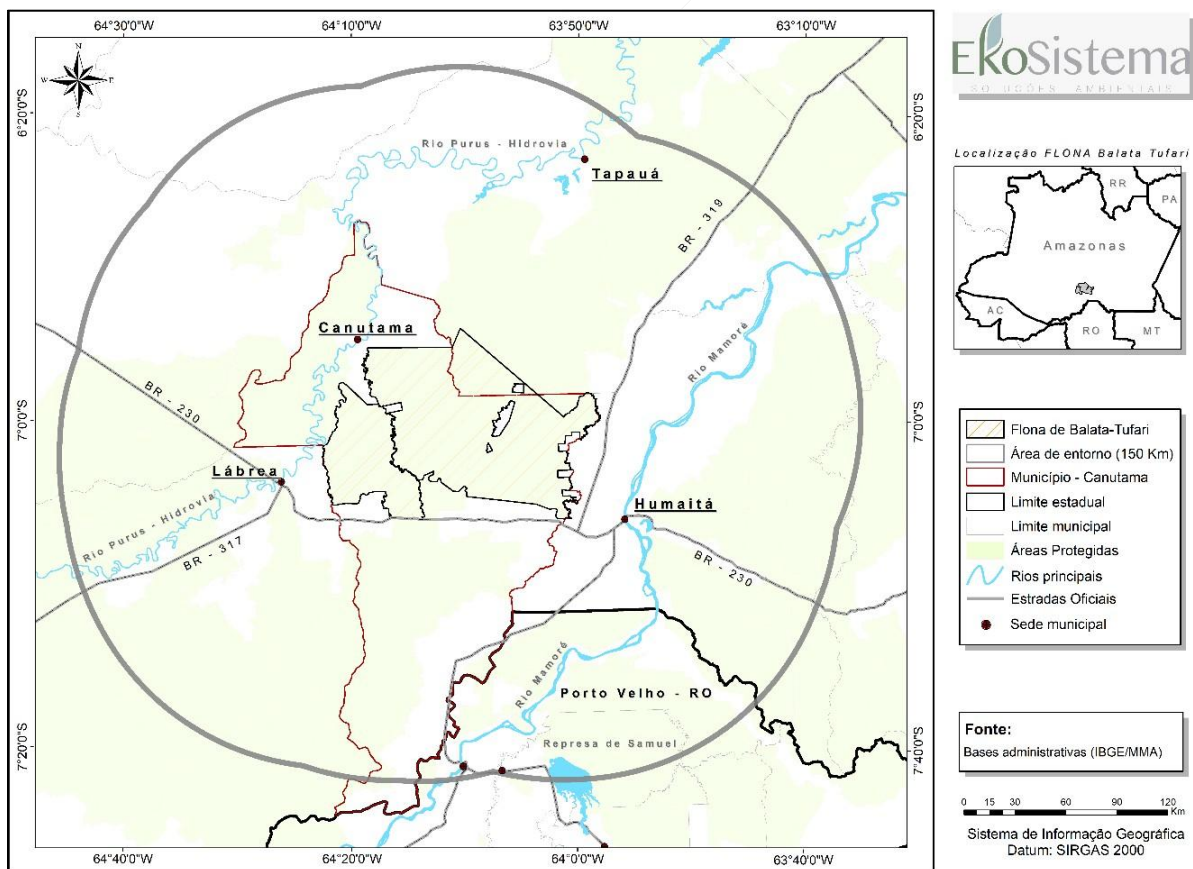 64°30'0"W 64°10'0"W 63°50'0"W 63°10'0"W
N
W E
S
6°20'0"S 6°20'0"S
Rio Purus - Hidrovia
Tapauá
BR - 319
Canutama
Rio Mamoré
BR - 230
7°0'0"S 7°0'0"S
Lábrea
Humaitá
Rio Purus - Hidrovia
BR - 317
BR - 230
Rio Mamoré
Porto Velho - RO
Represa de Samuel
7°20'0"S 7°40'0"S
64°40'0"W 64°20'0"W 64°0'0"W 63°40'0"W
EkoSistema
SOLUÇÕES AMBIENTAIS
Localização FLONA Balata Tufari
RR
PA
Amazonas
AC
RO
MT
Flona de Balata-Tufari
Área de entorno (150 Km)
Município - Canutama
Limite estadual
Limite municipal
Áreas Protegidas
Rios principais
Estradas Oficiais
Sede municipal
Fonte:
Bases administrativas (IBGE/MMA)
0 15 30 60 90 120
Km
Sistema de Informação Geográfica
Datum: SIRGAS 2000